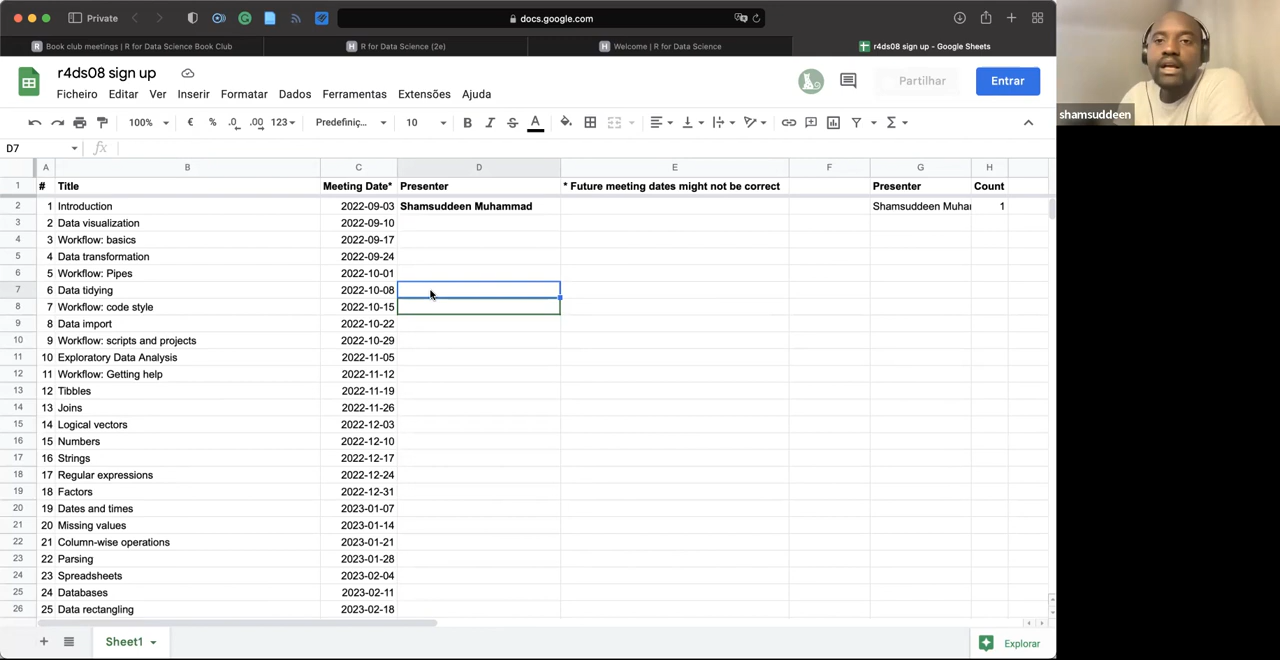 Private
docs.google.com
Book club meetings | R for Data Science Book Club
R for Data Science (2e)
Welcome | R for Data Science
r4ds08 sign up - Google Sheets
r4ds08 sign up
Ficheiro Editar Ver Inserir Formatar Dados Ferramentas Extensões Ajuda
Partilhar
Entrar
shamsuddeen
100% € % .0 .00 123 Predefiniç... 10 B I S A
D7 fx
A B C D E F G H
1 # Title Meeting Date* Presenter * Future meeting dates might not be correct Presenter Count
2 1 Introduction 2022-09-03 Shamsuddeen Muhammad Shamsuddeen Muhar 1
3 2 Data visualization 2022-09-10
4 3 Workflow: basics 2022-09-17
5 4 Data transformation 2022-09-24
6 5 Workflow: Pipes 2022-10-01
7 6 Data tidying 2022-10-08
8 7 Workflow: code style 2022-10-15
9 8 Data import 2022-10-22
10 9 Workflow: scripts and projects 2022-10-29
11 10 Exploratory Data Analysis 2022-11-05
12 11 Workflow: Getting help 2022-11-12
13 12 Tibbles 2022-11-19
14 13 Joins 2022-11-26
15 14 Logical vectors 2022-12-03
16 15 Numbers 2022-12-10
17 16 Strings 2022-12-17
18 17 Regular expressions 2022-12-24
19 18 Factors 2022-12-31
20 19 Dates and times 2023-01-07
21 20 Missing values 2023-01-14
22 21 Column-wise operations 2023-01-21
23 22 Parsing 2023-01-28
24 23 Spreadsheets 2023-02-04
25 24 Databases 2023-02-11
26 25 Data rectangling 2023-02-18
Sheet1
Explorar